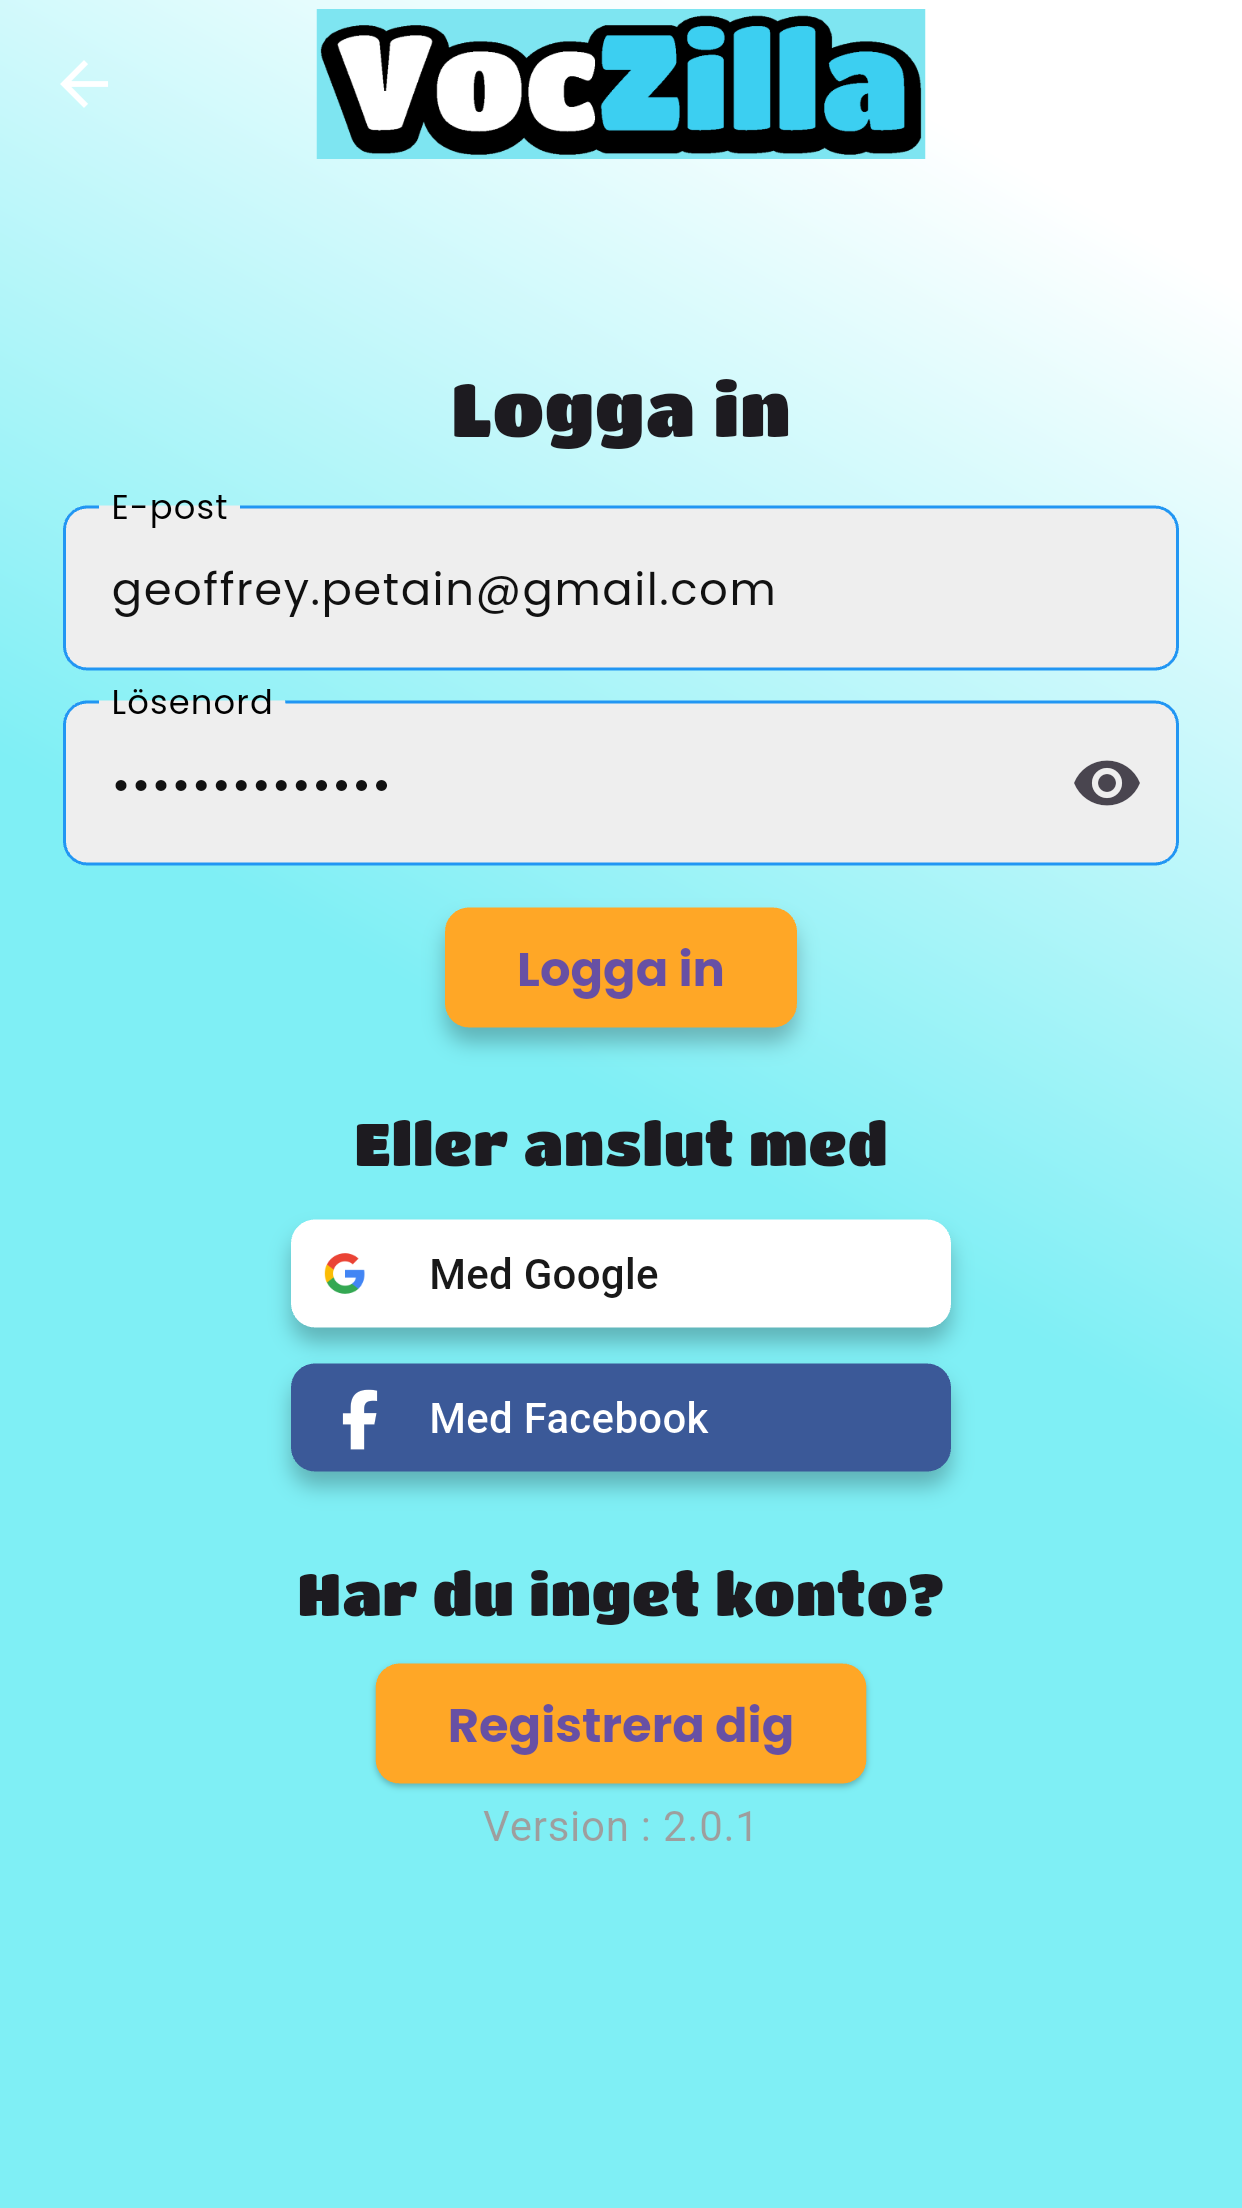 VocZilla
Logga in
E-post
geoffrey.petain@gmail.com
Lösenord
••••••••••••••
Logga in
Eller anslut med
Med Google
Med Facebook
Har du inget konto?
Registrera dig
Version : 2.0.1